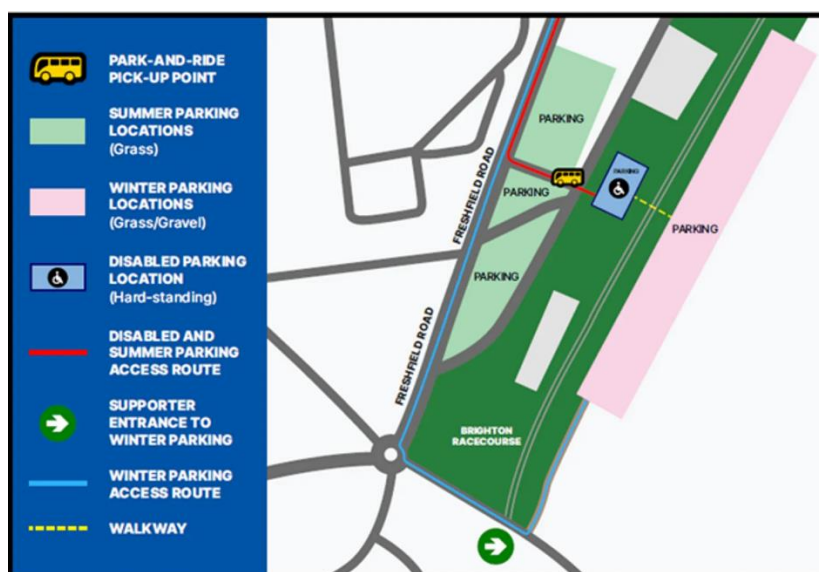 PARK-AND-RIDE
PICK-UP POINT
SUMMER PARKING
LOCATIONS
(Grass)
WINTER PARKING
LOCATIONS
(Grass/Gravel)
DISABLED PARKING
LOCATION
(Hard-standing)
DISABLED AND
SUMMER PARKING
ACCESS ROUTE
SUPPORTER
ENTRANCE TO
WINTER PARKING
WINTER PARKING
ACCESS ROUTE
WALKWAY
PARKING
PARKING
FRESHFIELD ROAD
PARKING
PARKING
PARKING
FRESHFIELD ROAD
BRIGHTON
RACECOURSE